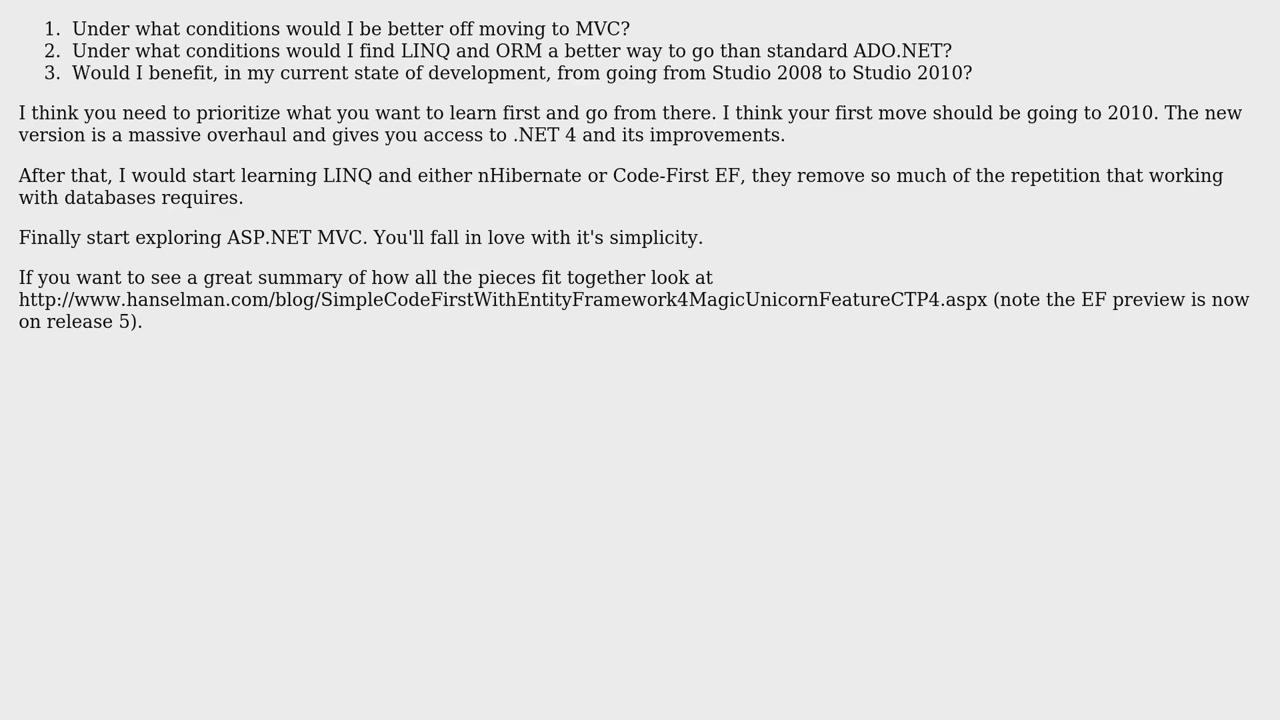 1. Under what conditions would I be better off moving to MVC?
2. Under what conditions would I find LINQ and ORM a better way to go than standard ADO.NET?
3. Would I benefit, in my current state of development, from going from Studio 2008 to Studio 2010?
I think you need to prioritize what you want to learn first and go from there. I think your first move should be going to 2010. The new
version is a massive overhaul and gives you access to .NET 4 and its improvements.
After that, I would start learning LINQ and either nHibernate or Code-First EF, they remove so much of the repetition that working
with databases requires.
Finally start exploring ASP.NET MVC. You'll fall in love with it's simplicity.
If you want to see a great summary of how all the pieces fit together look at
http://www.hanselman.com/blog/SimpleCodeFirstWithEntityFramework4MagicUnicornFeatureCTP4.aspx (note the EF preview is now
on release 5).